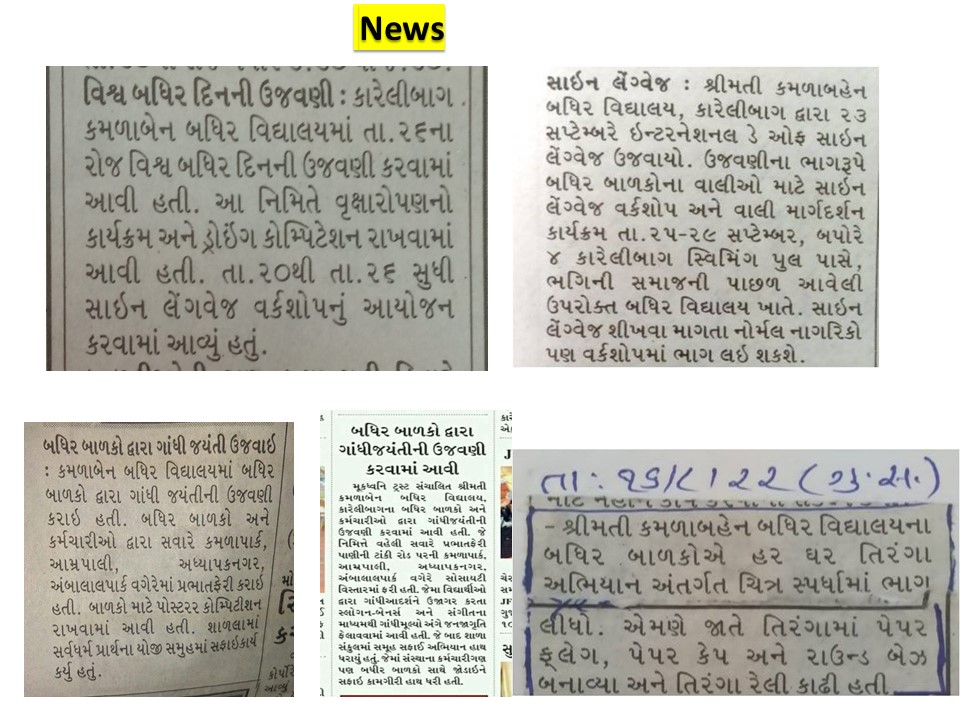 News
વિશ્વ બધિર દિનની ઉજવણી : કારેલીબાગ
કમળાબેન બધિર વિદ્યાલયમાં તા.૨૬ના
રોજ વિશ્વ બધિર દિનની ઉજવણી કરવામાં
આવી હતી. આ નિમિતે વૃક્ષારોપણનો
કાર્યક્રમ અને ડ્રોઇંગ કોમ્પિટેશન રાખવામાં
આવી હતી. તા.૨૦થી તા.૨૬ સુધી
સાઇન લેંગવેજ વર્કશોપનું આયોજન
કરવામાં આવ્યું હતું.
સાઇન લેંગ્વેજ : શ્રીમતી કમળાબહેન
બધિર વિદ્યાલય, કારેલીબાગ દ્વારા ૨૩
સપ્ટેમ્બરે ઇન્ટરનેશનલ ડે ઓફ સાઇન
લેંગ્વેજ ઉજવાયો. ઉજવણીના ભાગરૂપે
બધિર બાળકોના વાલીઓ માટે સાઇન
લેંગ્વેજ વર્કશોપ અને વાલી માર્ગદર્શન
કાર્યક્રમ તા.૨૫-૨૯ સપ્ટેમ્બર, બપોરે
૪ કારેલીબાગ સ્વિમિંગ પુલ પાસે,
ભગિની સમાજની પાછળ આવેલી
ઉપરોક્ત બધિર વિદ્યાલય ખાતે. સાઇન
લેંગ્વેજ શીખવા માગતા નોર્મલ નાગરિકો
પણ વર્કશોપમાં ભાગ લઇ શકશે.
બધિર બાળકો દ્વારા ગાંધી જયંતી ઉજવાઇ
: કમળાબેન બધિર વિદ્યાલયમાં બધિર
બાળકો દ્વારા ગાંધી જયંતીની ઉજવણી
કરાઇ હતી. બધિર બાળકો અને
કર્મચારીઓ દ્વારા સવારે કમળાપાર્ક,
આમ્રપાલી, અધ્યાપકનગર,
અંબાલાલપાર્ક વગેરેમાં પ્રભાતફેરી કરાઇ
હતી. બાળકો માટે પોસ્ટર કોમ્પિટિશન
રાખવામાં આવી હતી. શાળામાં
સર્વધર્મ પ્રાર્થના યોજી સમુહમાં સફાઇકાર્ય
કર્યુ હતું.
બધિર બાળકો દ્વારા
ગાંધીજયંતીની ઉજવણી
કરવામાં આવી
મૂકધ્વનિ ટ્રસ્ટ સંચાલિત શ્રીમતી
કમળાબેન બધિર વિદ્યાલય,
કારેલીબાગના બધિર બાળકો અને
કર્મચારીઓ દ્વારા ગાંધીજયંતીની
ઉજવણી કરવામાં આવી હતી. જે
નિમિત્તે વહેલી સવારે પ્રભાતફેરી
પાણીની ટાંકી રોડ પરની કમળાપાર્ક,
આમ્રપાલી, અધ્યાપકનગર,
અંબાલાલપાર્ક વગેરે સોસાયટી
વિસ્તારમાં ફરી હતી. જેમા વિદ્યાર્થીઓ
દ્વારા ગાંધીઆદર્શને ઉજાગર કરતા
સ્લોગન-બેનર્સ અને સંગીતના
માધ્યમથી ગાંધીમૂલ્યો અંગે જનજાગૃતિ
ફેલાવવામાં આવી હતી. જે બાદ શાળા
સંકુલમાં સમૂહ સફાઈ અભિયાન હાથ
ધરાયું હતું. જેમાં સંસ્થાના કર્મચારીગણ
પણ બધીર બાળકો સાથે જોડાઈને
સફાઈ કામગીરી હાથ ધરી હતી.
તા : ૧૬/૮/૨૨ (ગુ.સ.)
- શ્રીમતી કમળાબહેન બધિર વિદ્યાલયના
બધિર બાળકોએ હર ઘર તિરંગા
અભિયાન અંતર્ગત ચિત્ર સ્પર્ધામાં ભાગ
લીધો. એમણે જાતે તિરંગામાં પેપર
ફ્લેગ, પેપર કેપ અને રાઉન્ડ બેઝ
બનાવ્યા અને તિરંગા રેલી કાઢી હતી